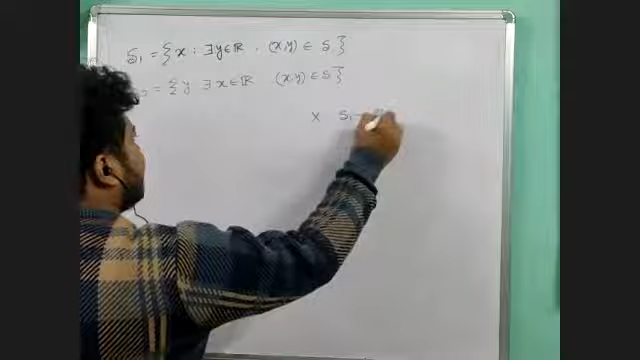 S₁ = { x : ∃ y ∈ ℝ . (x,y) ∈ S }
= { y ∃ x ∈ ℝ (x,y) ∈ S }
X S₁